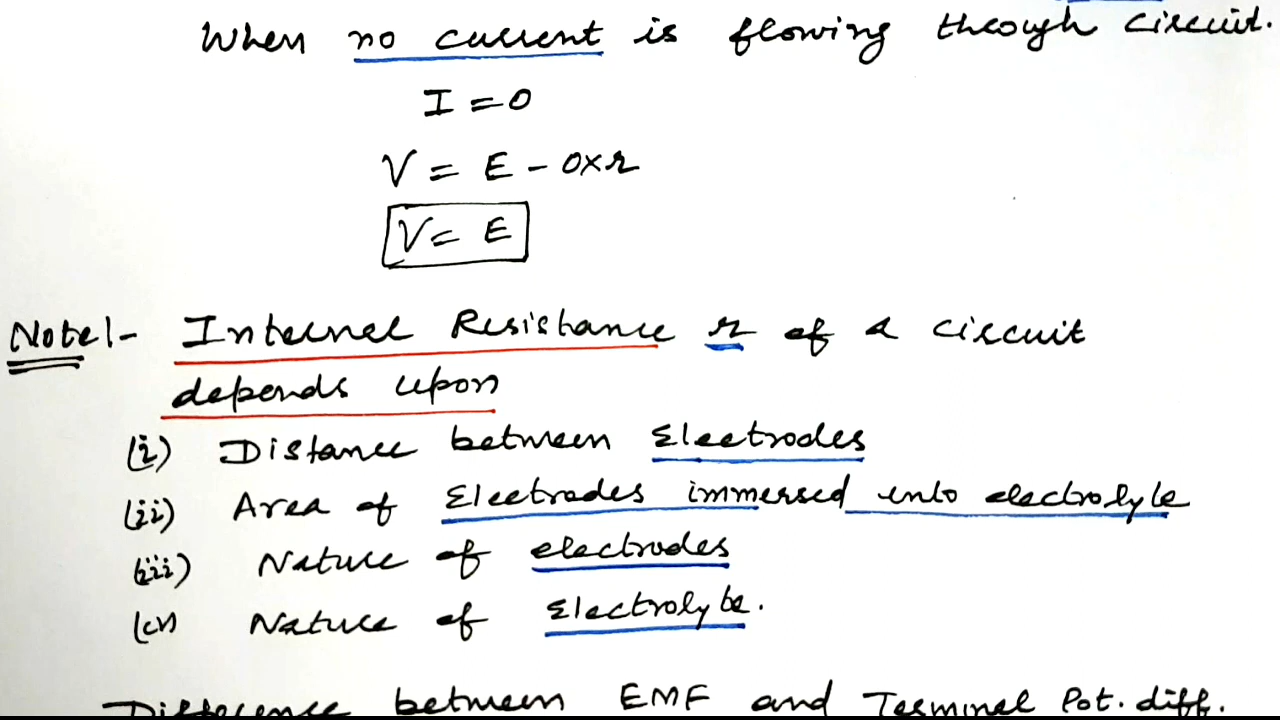 When no current is flowing through circuit.
I = 0
V = E - 0×r
V = E
Note:- Internel Resistance r of a circuit
depends upon
(i) Distance between Electrodes
(ii) Area of Electrodes immersed into electrolyte
(iii) Nature of electrodes
(iv) Nature of Electrolyte.
Difference between EMF and Terminal Pot. diff.